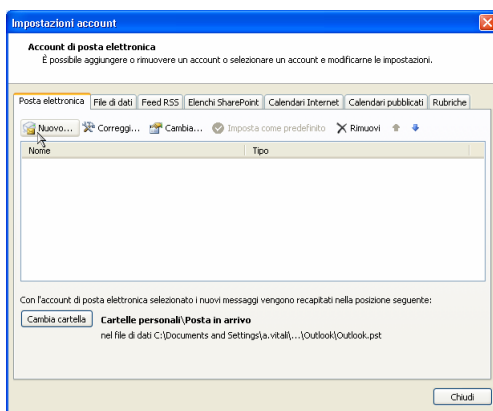 Impostazioni account
Account di posta elettronica
È possibile aggiungere o rimuovere un account o selezionare un account e modificarne le impostazioni.
Posta elettronica File di dati Feed RSS Elenchi SharePoint Calendari Internet Calendari pubblicati Rubriche
Nuovo... Correggi... Cambia... Imposta come predefinito Rimuovi
Nome Tipo
Con l'account di posta elettronica selezionato i nuovi messaggi vengono recapitati nella posizione seguente:
Cambia cartella Cartelle personali\Posta in arrivo
nel file di dati C:\Documents and Settings\a.vitali\...\Outlook\Outlook.pst
Chiudi